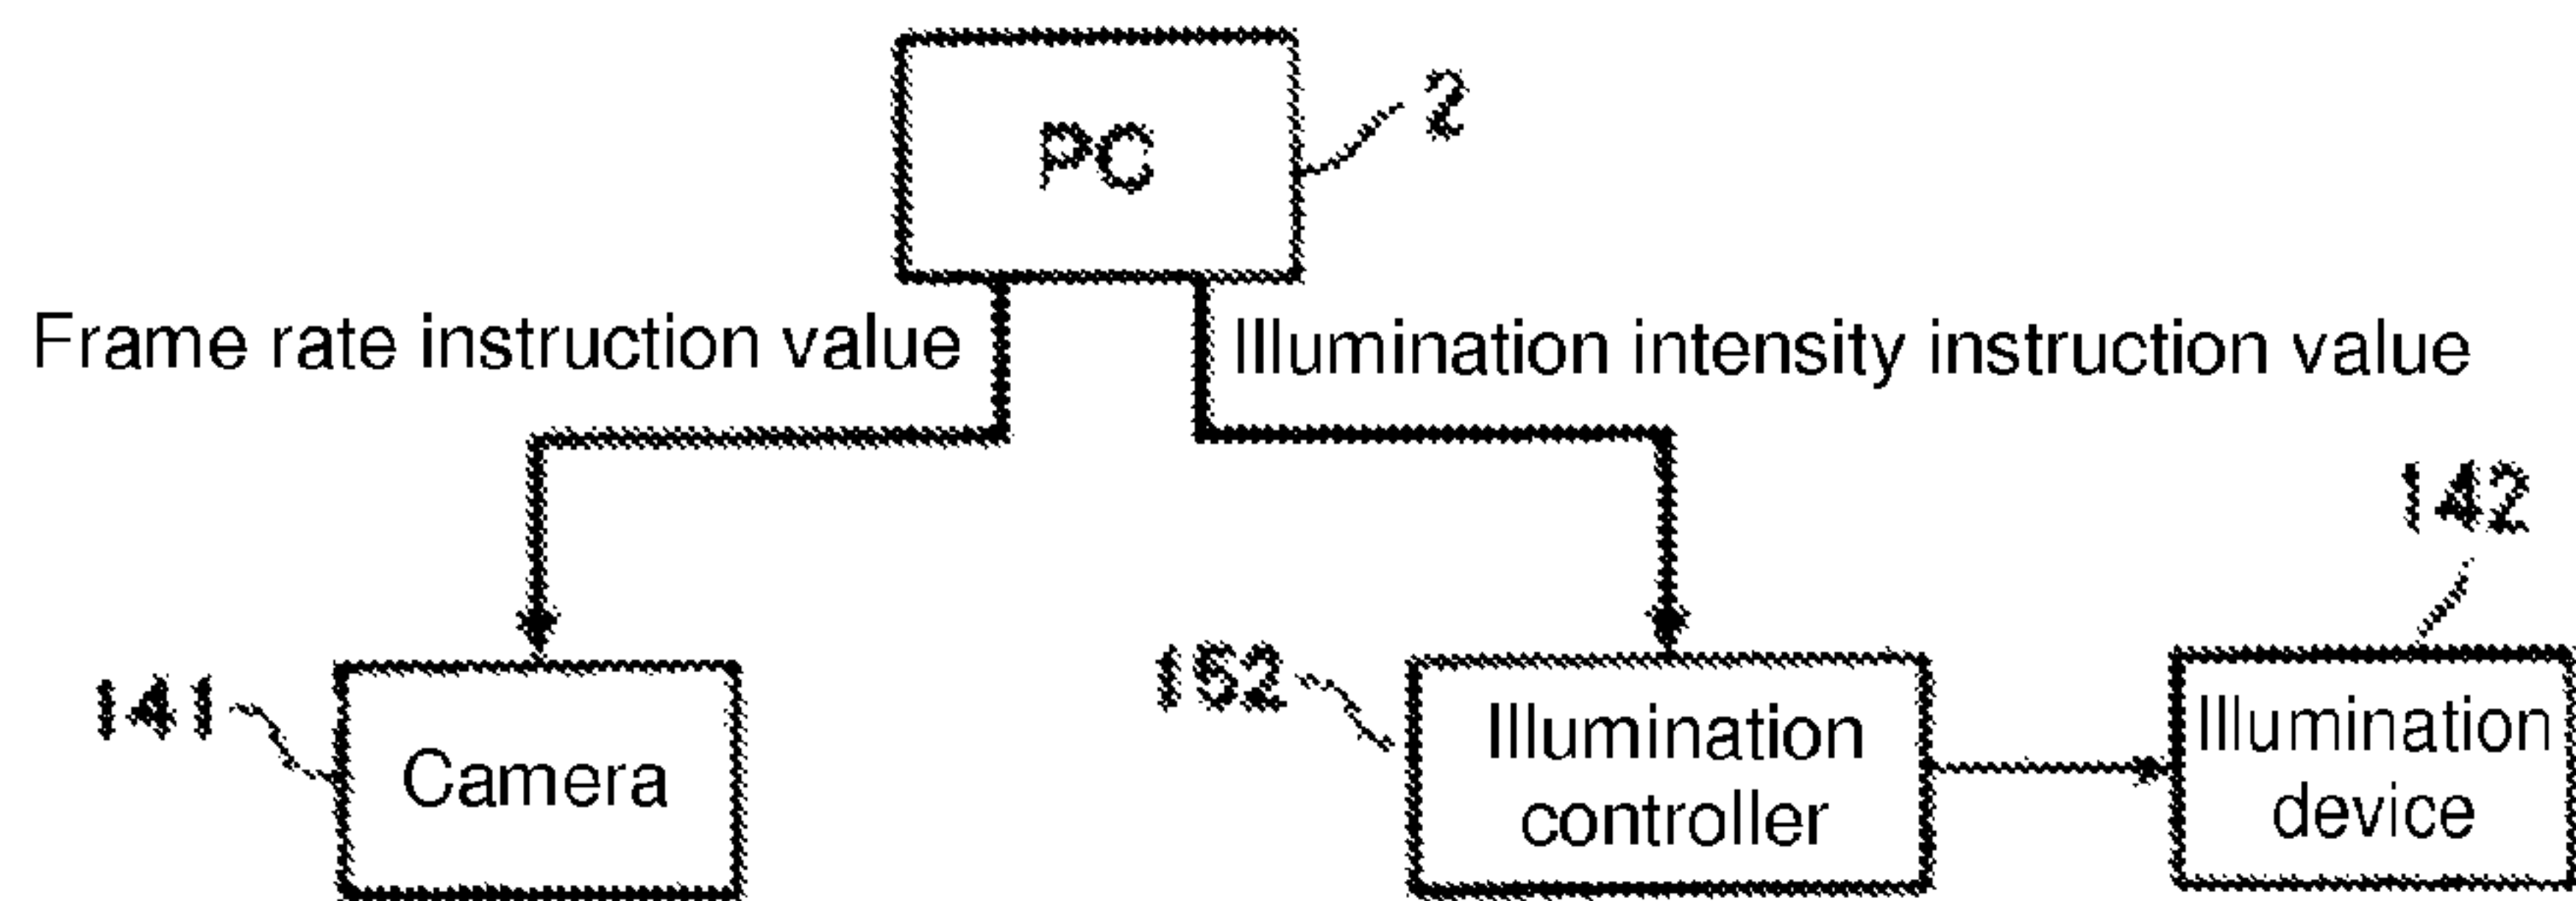 PC
2
Frame rate instruction value
Illumination intensity instruction value
142
141
152
Camera
Illumination
controller
Illumination
device